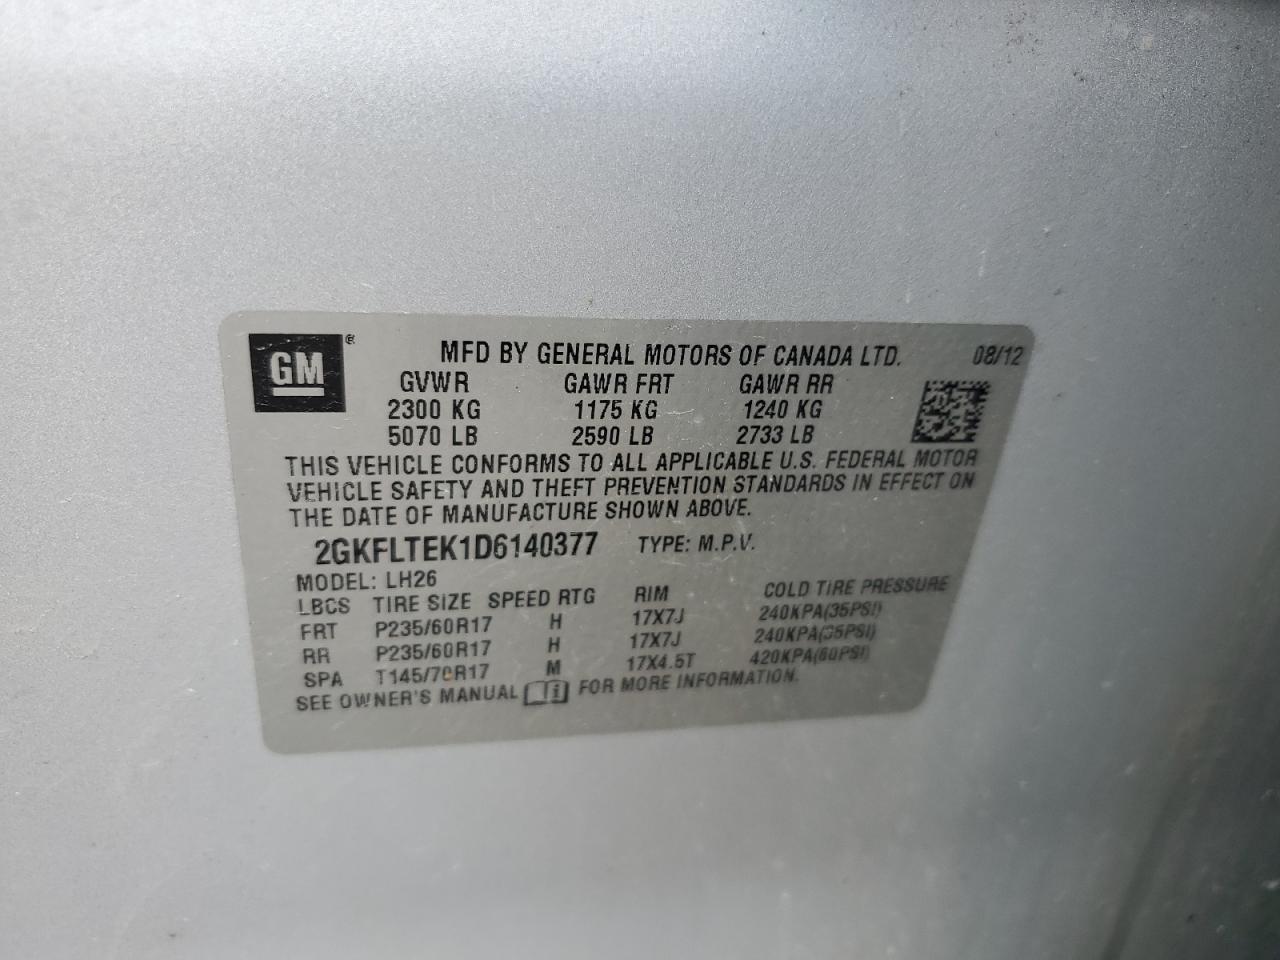 GM®
MFD BY GENERAL MOTORS OF CANADA LTD. 08/12
GVWR GAWR FRT GAWR RR
2300 KG 1175 KG 1240 KG
5070 LB 2590 LB 2733 LB
THIS VEHICLE CONFORMS TO ALL APPLICABLE U.S. FEDERAL MOTOR
VEHICLE SAFETY AND THEFT PREVENTION STANDARDS IN EFFECT ON
THE DATE OF MANUFACTURE SHOWN ABOVE.
2GKFLTEK1D6140377 TYPE: M.P.V.
MODEL: LH26
LBCS TIRE SIZE SPEED RTG RIM COLD TIRE PRESSURE
FRT P235/60R17 H 17X7J 240KPA(35PSI)
RR P235/60R17 H 17X7J 240KPA(35PSI)
SPA T145/70R17 M 17X4.5T 420KPA(60PSI)
SEE OWNER'S MANUAL i FOR MORE INFORMATION.